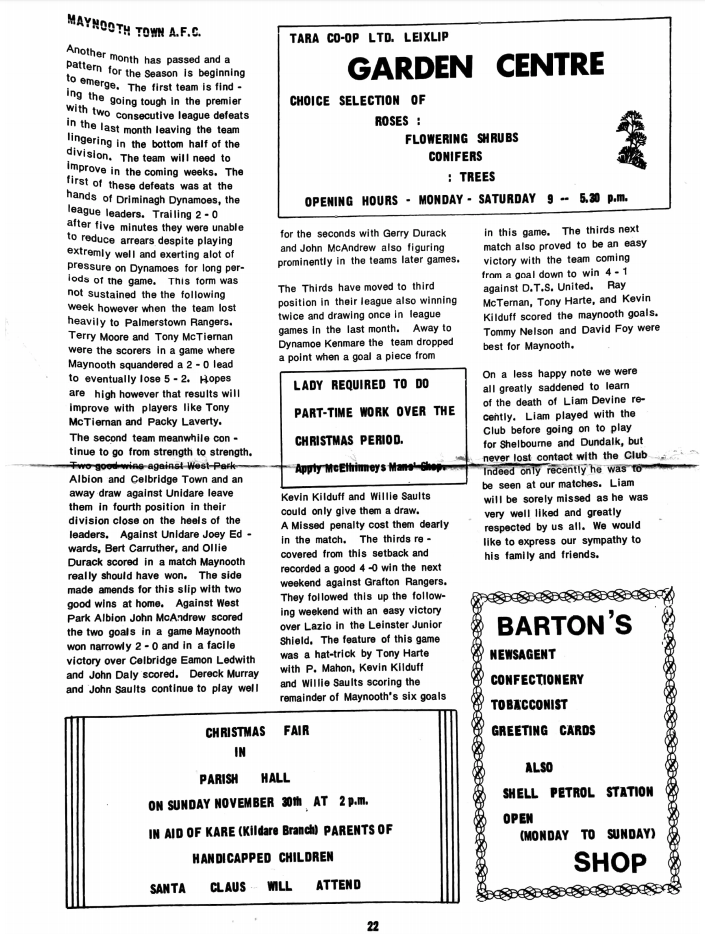 MAYNOOTH TOWN A.F.C.
Another month has passed and a
pattern for the Season is beginning
to emerge. The first team is find -
ing the going tough in the premier
with two consecutive league defeats
in the last month leaving the team
lingering in the bottom half of the
division. The team will need to
improve in the coming weeks. The
first of these defeats was at the
hands of Driminagh Dynamoes, the
league leaders. Trailing 2 - 0
after five minutes they were unable
to reduce arrears despite playing
extremly well and exerting alot of
pressure on Dynamoes for long per-
iods of the game. This form was
not sustained the the following
week however when the team lost
heavily to Palmerstown Rangers.
Terry Moore and Tony McTiernan
were the scorers in a game where
Maynooth squandered a 2 - 0 lead
to eventually lose 5 - 2. Hopes
are high however that results will
improve with players like Tony
McTiernan and Packy Laverty.
The second team meanwhile con -
tinue to go from strength to strength.
Two good wins against West Park
Albion and Celbridge Town and an
away draw against Unidare leave
them in fourth position in their
division close on the heels of the
leaders. Against Unidare Joey Ed -
wards, Bert Carruther, and Ollie
Durack scored in a match Maynooth
really should have won. The side
made amends for this slip with two
good wins at home. Against West
Park Albion John McAndrew scored
the two goals in a game Maynooth
won narrowly 2 - 0 and in a facile
victory over Celbridge Eamon Ledwith
and John Daly scored. Dereck Murray
and John Saults continue to play well
TARA CO-OP LTD. LEIXLIP
GARDEN CENTRE
CHOICE SELECTION OF
ROSES :
FLOWERING SHRUBS
CONIFERS
: TREES
OPENING HOURS - MONDAY - SATURDAY 9 -- 5.30 p.m.
for the seconds with Gerry Durack
and John McAndrew also figuring
prominently in the teams later games.
The Thirds have moved to third
position in their league also winning
twice and drawing once in league
games in the last month. Away to
Dynamoe Kenmare the team dropped
a point when a goal a piece from
LADY REQUIRED TO DO
PART-TIME WORK OVER THE
CHRISTMAS PERIOD.
Apply McElhinneys Mans' Shop.
Kevin Kilduff and Willie Saults
could only give them a draw.
A Missed penalty cost them dearly
in the match. The thirds re -
covered from this setback and
recorded a good 4 -0 win the next
weekend against Grafton Rangers.
They followed this up the follow-
ing weekend with an easy victory
over Lazio in the Leinster Junior
Shield. The feature of this game
was a hat-trick by Tony Harte
with P. Mahon, Kevin Kilduff
and Willie Saults scoring the
remainder of Maynooth's six goals
in this game. The thirds next
match also proved to be an easy
victory with the team coming
from a goal down to win 4 - 1
against D.T.S. United. Ray
McTernan, Tony Harte, and Kevin
Kilduff scored the maynooth goals.
Tommy Nelson and David Foy were
best for Maynooth.
On a less happy note we were
all greatly saddened to learn
of the death of Liam Devine re-
cently. Liam played with the
Club before going on to play
for Shelbourne and Dundalk, but
never lost contact with the Club
Indeed only recently he was to
be seen at our matches. Liam
will be sorely missed as he was
very well liked and greatly
respected by us all. We would
like to express our sympathy to
his family and friends.
CHRISTMAS FAIR
IN
PARISH HALL
ON SUNDAY NOVEMBER 30th AT 2 p.m.
IN AID OF KARE (Kildare Branch) PARENTS OF
HANDICAPPED CHILDREN
SANTA CLAUS WILL ATTEND
BARTON'S
NEWSAGENT
CONFECTIONERY
TOBACCONIST
GREETING CARDS
ALSO
SHELL PETROL STATION
OPEN
(MONDAY TO SUNDAY)
SHOP
22